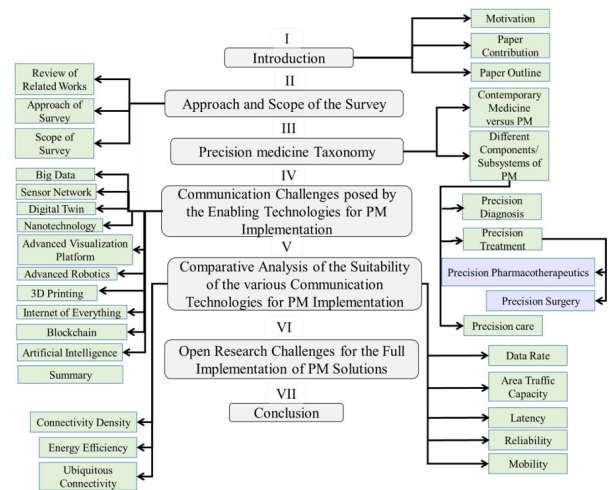 I
Introduction
Motivation
Paper
Contribution
Paper Outline
II
Approach and Scope of the Survey
Review of
Related Works
Approach of
Survey
Scope of
Survey
III
Precision medicine Taxonomy
Contemporary
Medicine
versus PM
Different
Components/
Subsystems of
PM
Precision
Diagnosis
Precision
Treatment
Precision Pharmacotherapeutics
Precision Surgery
Precision care
IV
Communication Challenges posed by
the Enabling Technologies for PM
Implementation
Big Data
Sensor Network
Digital Twin
Nanotechnology
Advanced Visualization
Platform
Advanced Robotics
3D Printing
Internet of Everything
Blockchain
Artificial Intelligence
Summary
V
Comparative Analysis of the Suitability
of the various Communication
Technologies for PM Implementation
Data Rate
Area Traffic
Capacity
Latency
Reliability
Mobility
Connectivity Density
Energy Efficiency
Ubiquitous
Connectivity
VI
Open Research Challenges for the Full
Implementation of PM Solutions
VII
Conclusion